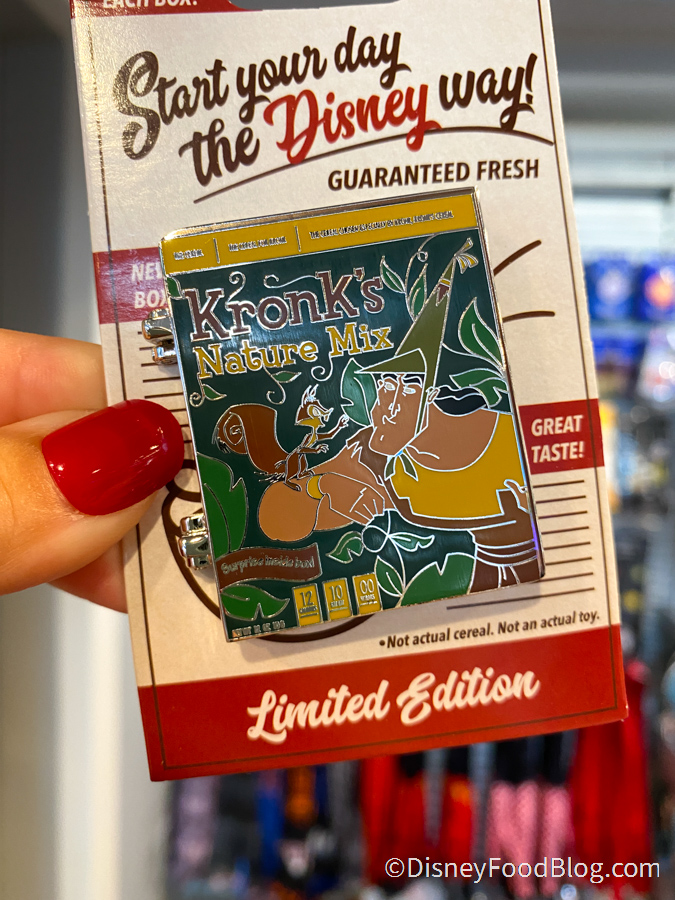 EACH BOX!
Start your day
the Disney way!
GUARANTEED FRESH
NEW
BOX
Kronk's
Nature Mix
GREAT
TASTE!
Surprise inside box!
12
10
00
•Not actual cereal. Not an actual toy.
Limited Edition
©DisneyFoodBlog.com